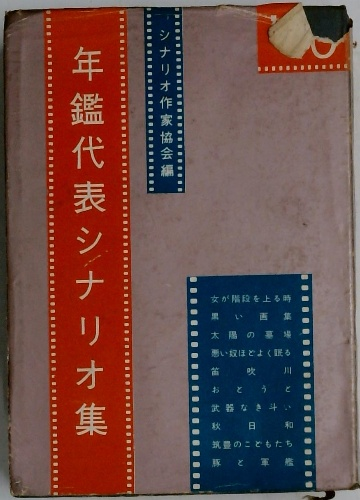 年鑑代表シナリオ集
シナリオ作家協会編
女が階段を上る時
黒い画集
太陽の墓場
悪い奴ほどよく眠る
笛吹川
おとうと
武器なき斗い
秋日和
筑豊のこどもたち
豚と軍艦